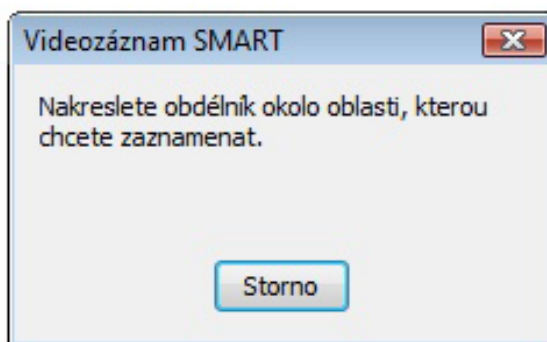 Videozáznam SMART
Nakreslete obdélník okolo oblasti, kterou
chcete zaznamenat.
Storno